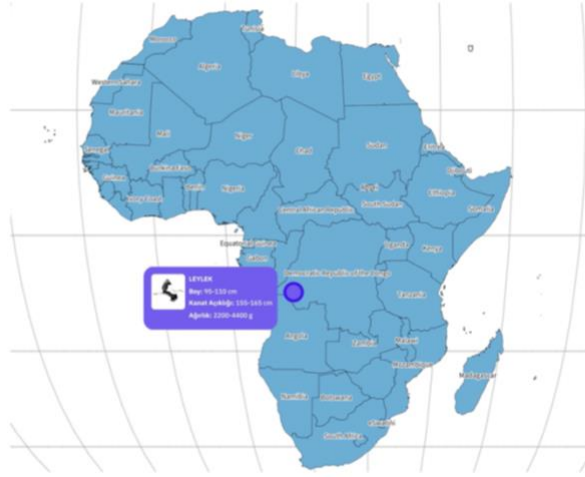 Tunisia
Morocco
Algeria
Libya
Egypt
Western Sahara
Mauritania
Mali
Niger
Chad
Sudan
Eritrea
Senegal
Burkina Faso
Djibouti
Guinea
Benin
Nigeria
Abyei
Ethiopia
Ivory Coast
South Sudan
Somalia
Central African Republic
Equatorial Guinea
Uganda
Kenya
Gabon
Democratic Republic of the Congo
LEYLEK
Boy: 95-110 cm
Kanat Açıklığı: 155-165 cm
Ağırlık: 2200-4400 g
Tanzania
Angola
Zambia
Malawi
Mozambique
Madagascar
Namibia
Botswana
eSwatini
South Africa